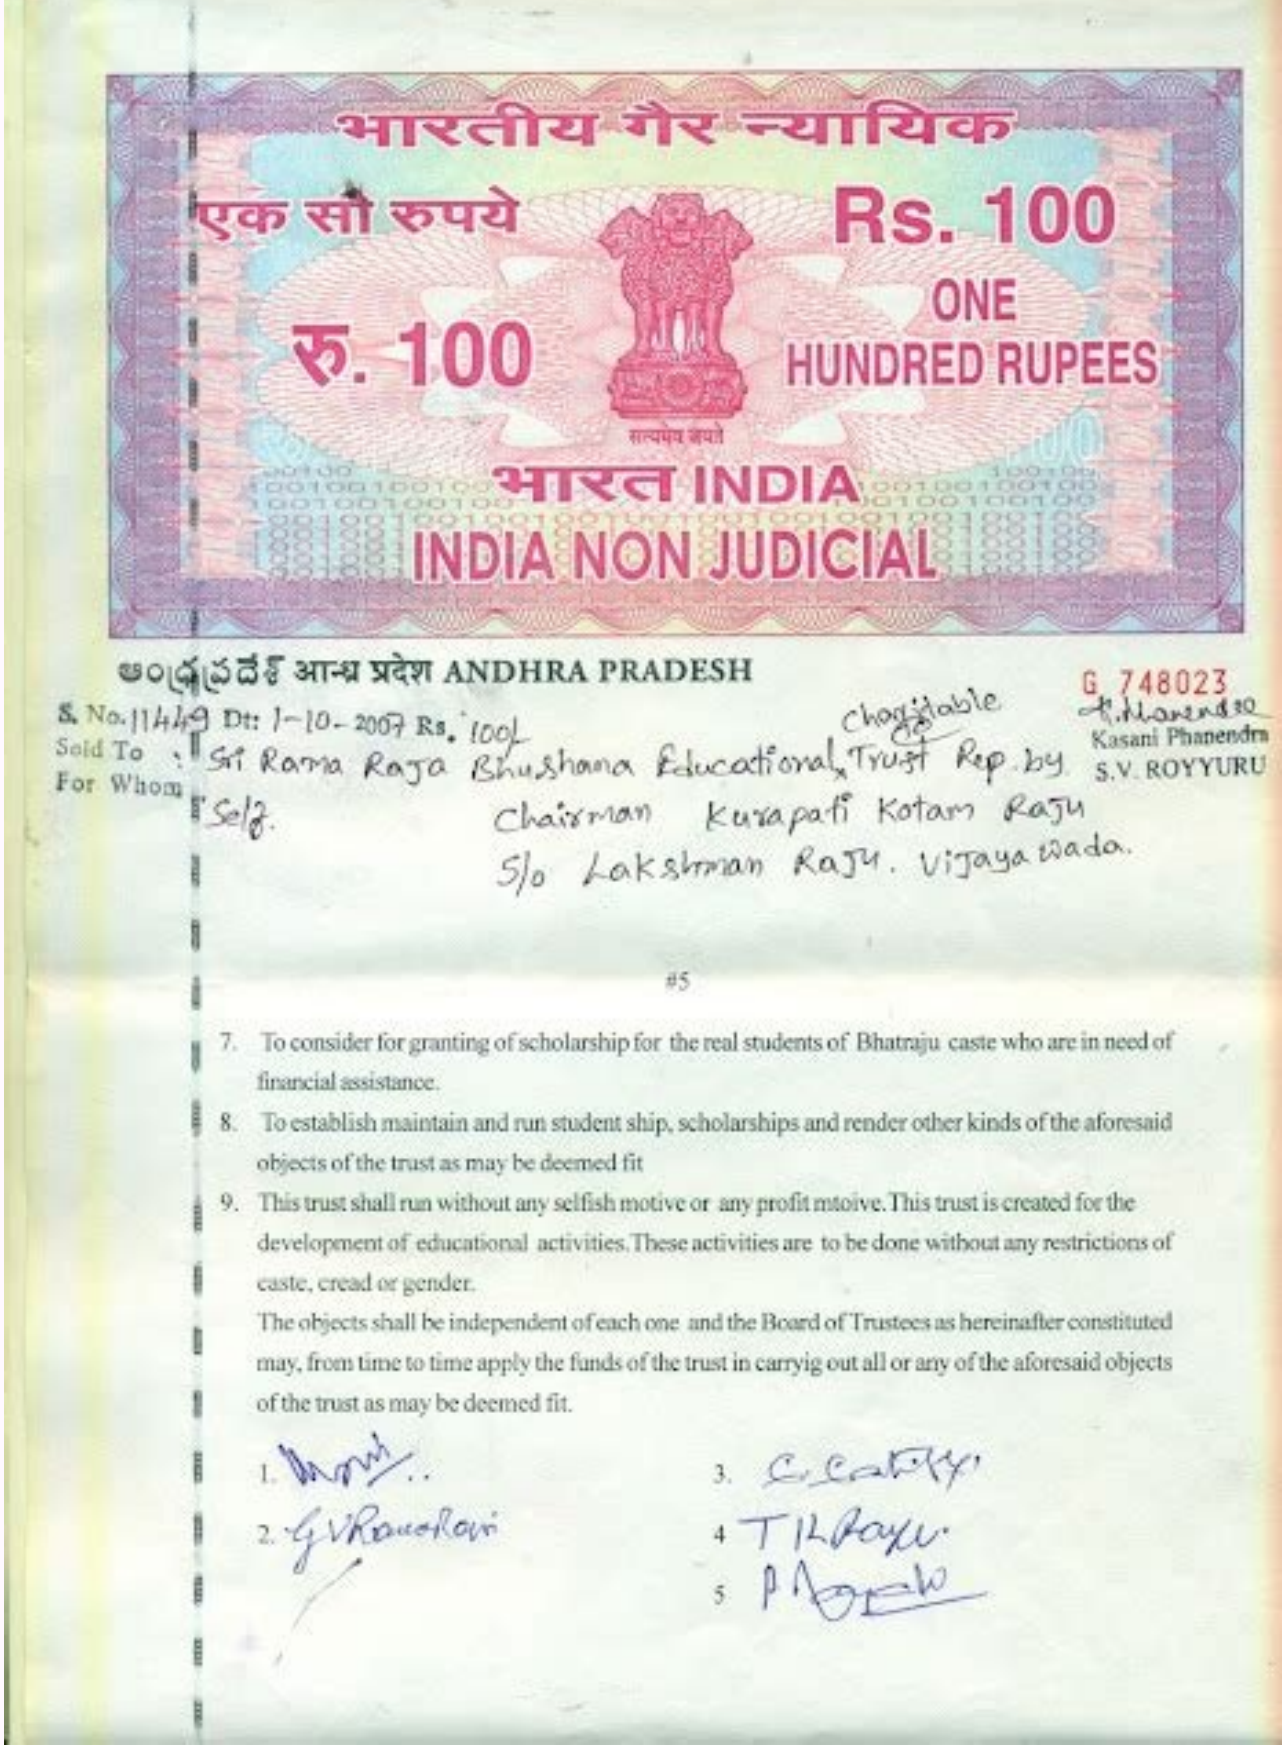 भारतीय गैर न्यायिक
एक सौ रुपये
Rs. 100
रु. 100
ONE
HUNDRED RUPEES
सत्यमेव जयते
भारत INDIA
INDIA NON JUDICIAL
ఆంధ్రప్రదేశ్ आन्ध्र प्रदेश ANDHRA PRADESH
G 748023
S. No. 11449 Dt: 1-10-2007 Rs. 100/-
Charitable
Kasani Phanendra
Sold To : Sri Rama Raja Bhushana Educational Trust Rep. by
S.V. ROYYURU
For Whom : Self.
Chairman Kurapati Kotam Raju
S/o Lakshman Raju. Vijayawada.
#5
7. To consider for granting of scholarship for the real students of Bhatraju caste who are in need of
financial assistance.
8. To establish maintain and run student ship, scholarships and render other kinds of the aforesaid
objects of the trust as may be deemed fit
9. This trust shall run without any selfish motive or any profit mtoive. This trust is created for the
development of educational activities. These activities are to be done without any restrictions of
caste, cread or gender.
The objects shall be independent of each one and the Board of Trustees as hereinafter constituted
may, from time to time apply the funds of the trust in carryig out all or any of the aforesaid objects
of the trust as may be deemed fit.
1.
3.
2.
4
5